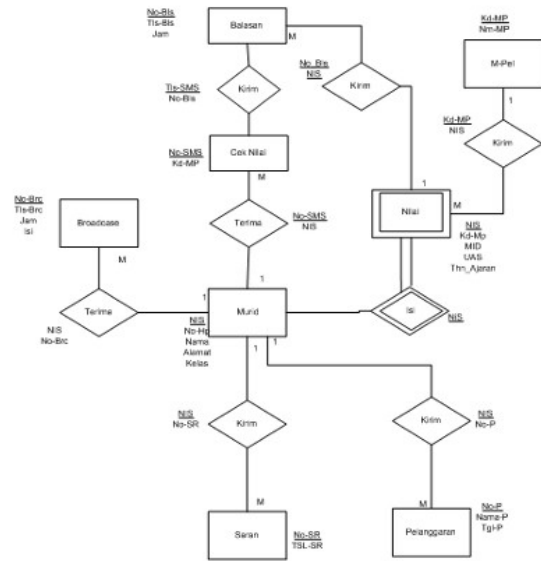 No-Bls
Tls-Bls
Jam
Balasan
M
Kd-MP
Nm-MP
M-Pel
1
Tls-SMS
No-Bls
Kirim
No_Bls
NIS
Kirim
Kd-MP
NIS
Kirim
No-SMS
Kd-MP
Cek Nilai
M
No-Brc
Tls-Brc
Jam
Isi
Broadcase
M
Terima
No-SMS
NIS
1
Nilai
M
NIS
Kd-Mp
MID
UAS
Thn_Ajaran
NIS
No-Brc
Terima
1
1
Murid
NIS
No-Hp
Nama
Alamat
Kelas
1
1
Isi
NIS
NIS
No-SR
Kirim
Kirim
NIS
No-P
M
Saran
No-SR
TSL-SR
M
Pelanggaran
No-P
Nama-P
Tgl-P